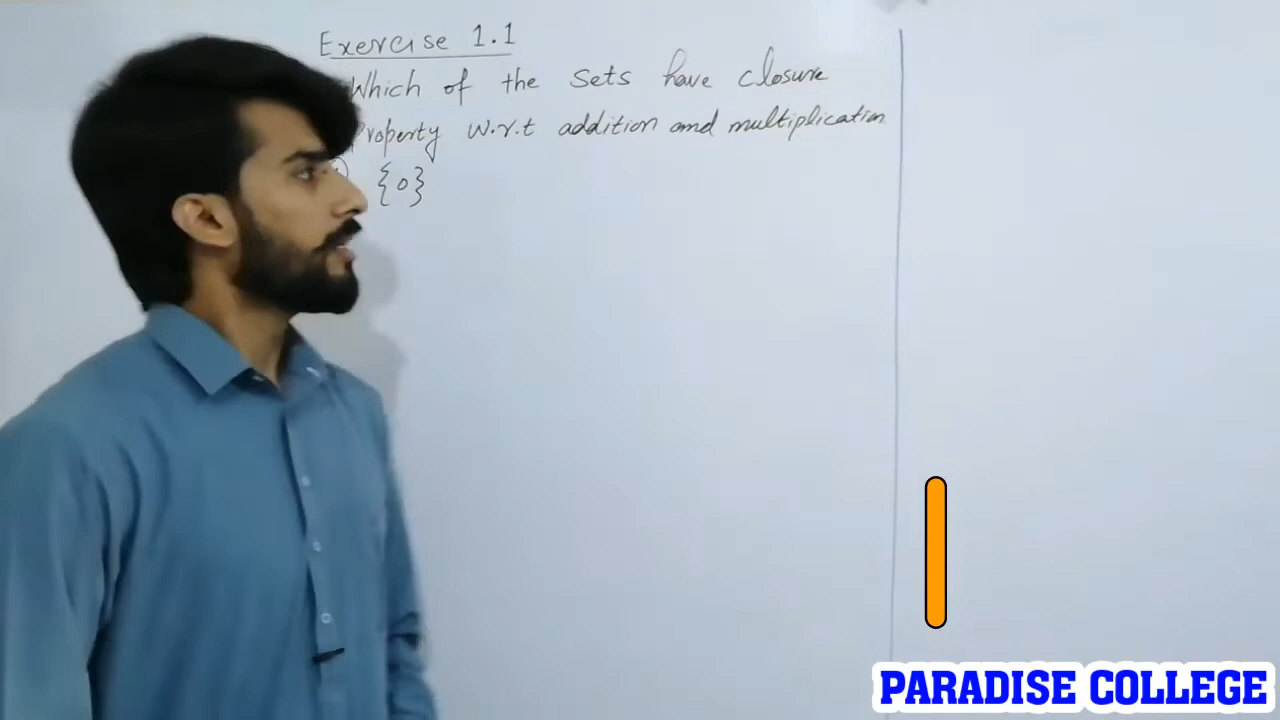 Exercise 1.1
Which of the sets have closure
Property w.r.t addition and multiplication
{0}
PARADISE COLLEGE